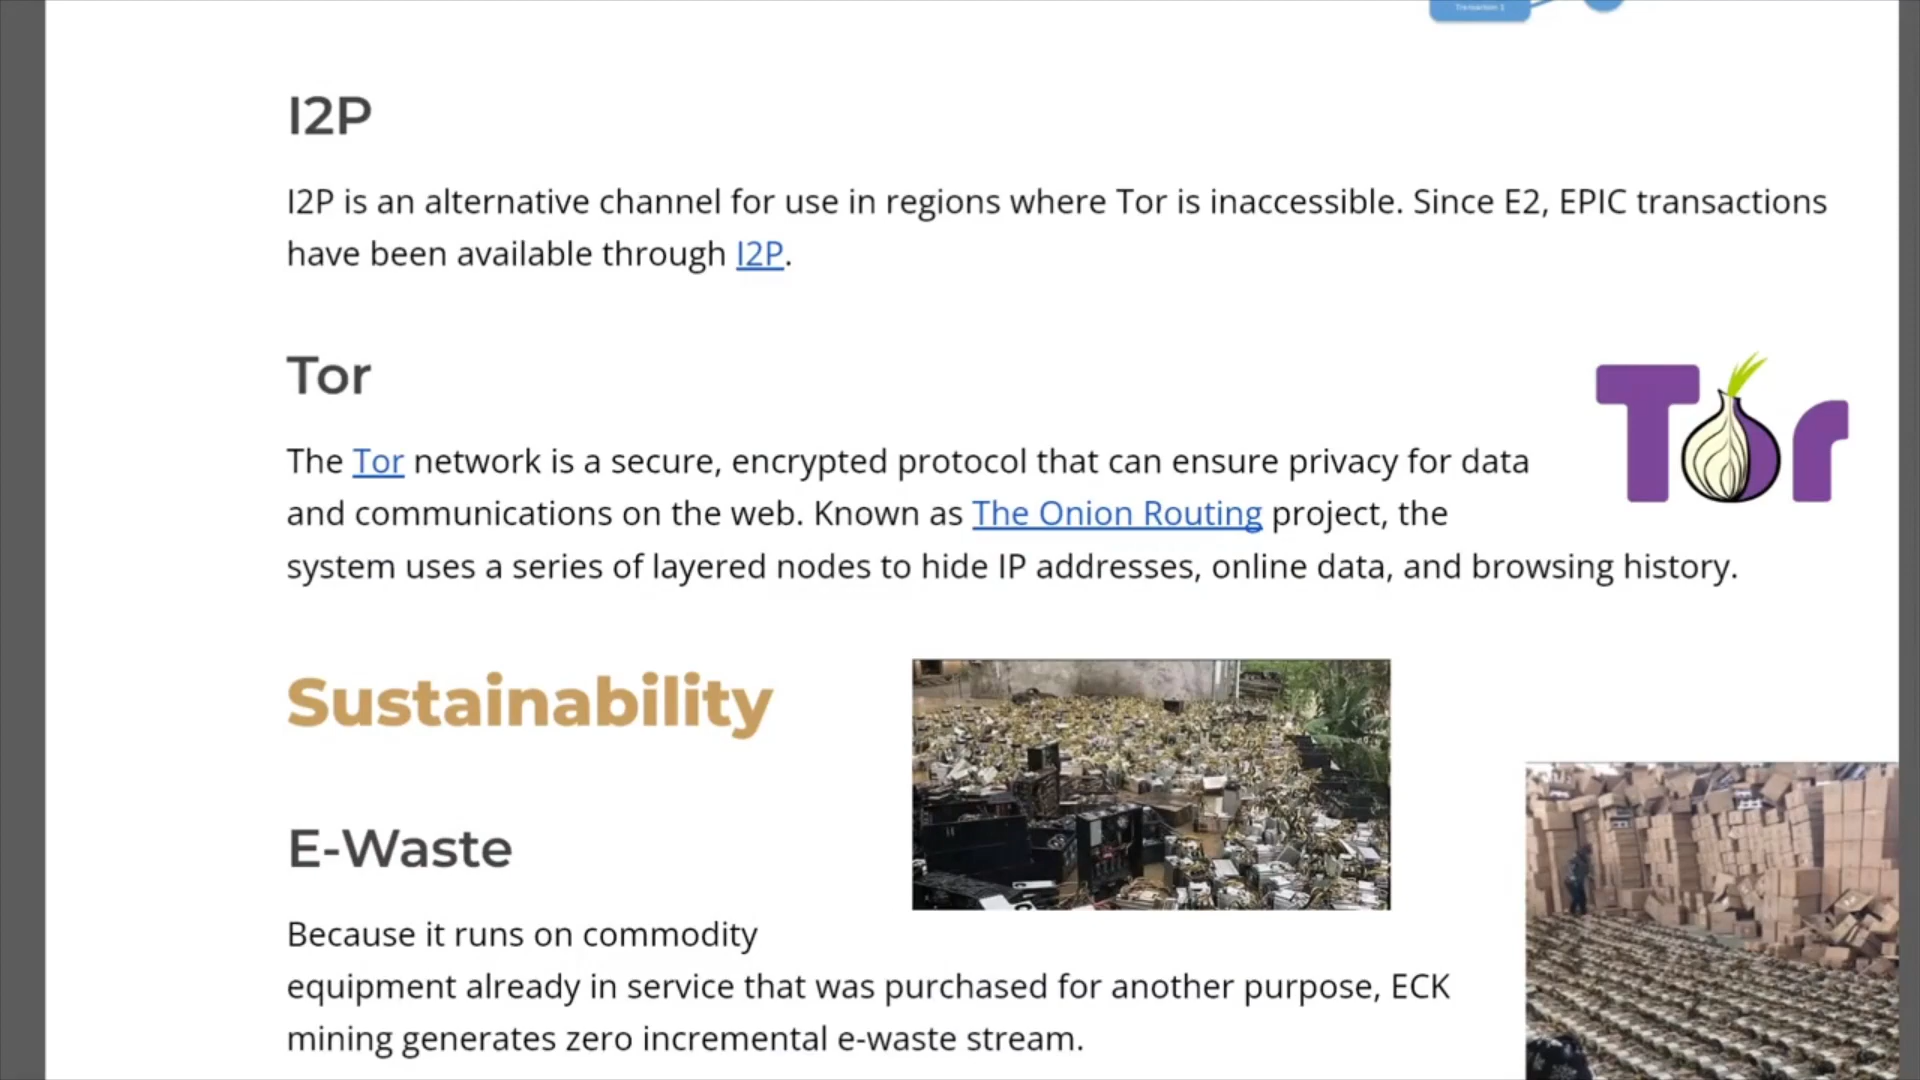 Transaction 1
I2P
I2P is an alternative channel for use in regions where Tor is inaccessible. Since E2, EPIC transactions
have been available through I2P.
Tor
Tor
The Tor network is a secure, encrypted protocol that can ensure privacy for data
and communications on the web. Known as The Onion Routing project, the
system uses a series of layered nodes to hide IP addresses, online data, and browsing history.
Sustainability
E-Waste
Because it runs on commodity
equipment already in service that was purchased for another purpose, ECK
mining generates zero incremental e-waste stream.